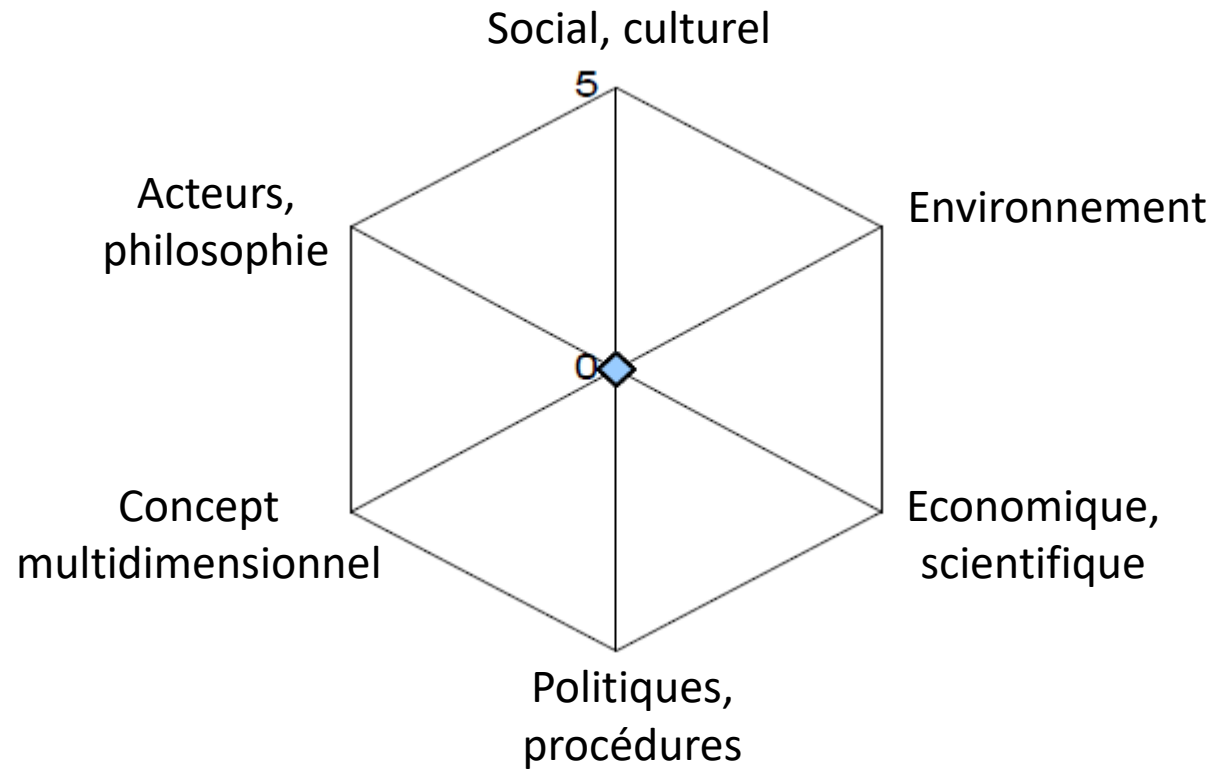 Social, culturel
5
Acteurs,
philosophie
Environnement
0
Concept
multidimensionnel
Economique,
scientifique
Politiques,
procédures